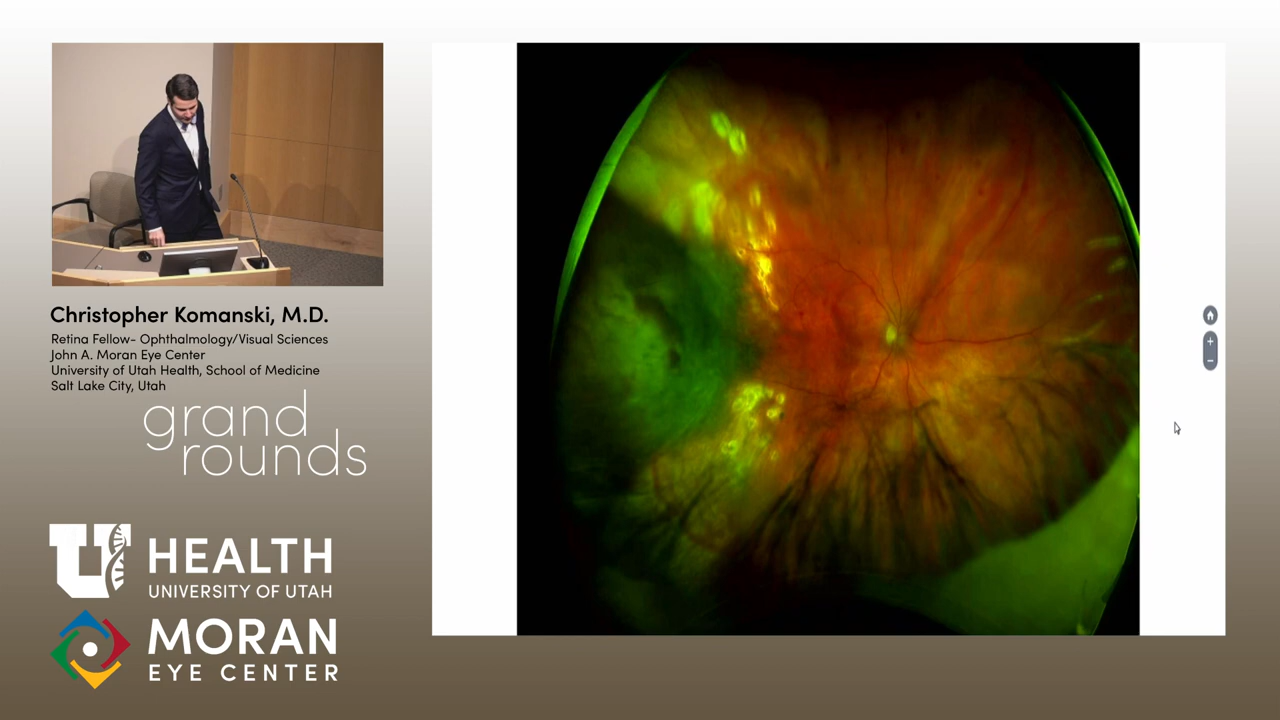 Christopher Komanski, M.D.
Retina Fellow- Ophthalmology/Visual Sciences
John A. Moran Eye Center
University of Utah Health, School of Medicine
Salt Lake City, Utah
grand
rounds
U HEALTH
UNIVERSITY OF UTAH
MORAN
EYE CENTER